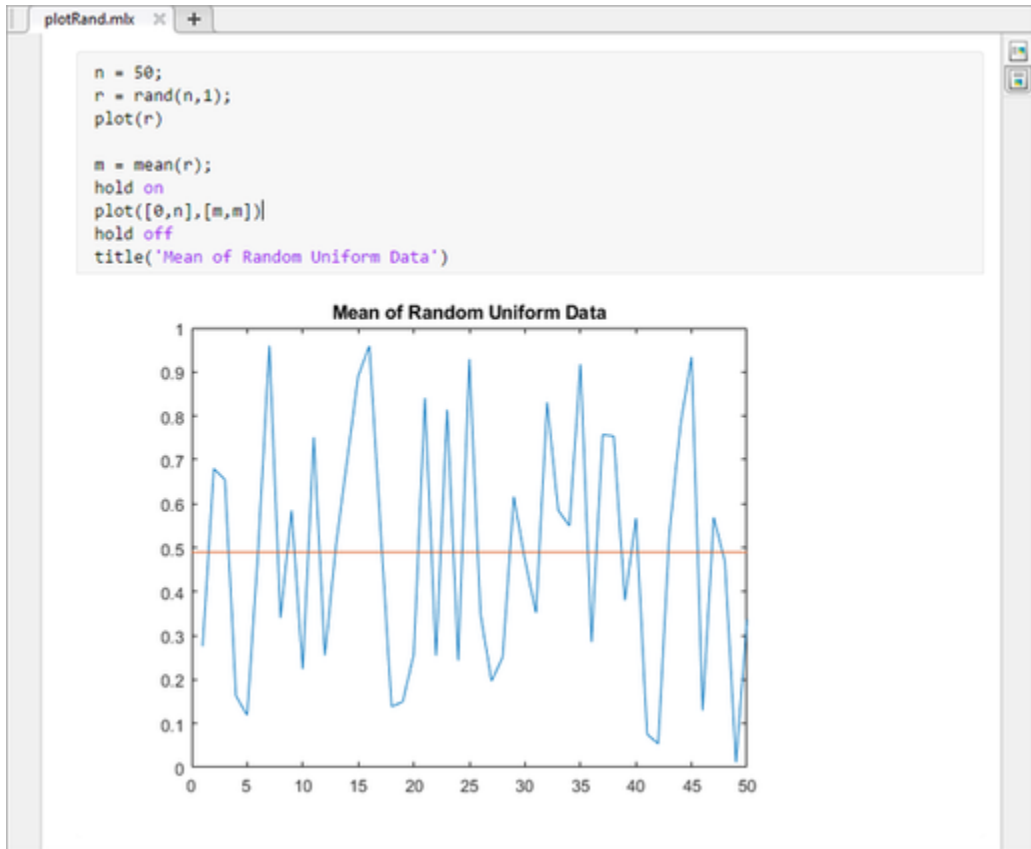 plotRand.mlx
n = 50;
r = rand(n,1);
plot(r)
m = mean(r);
hold on
plot([0,n],[m,m])
hold off
title('Mean of Random Uniform Data')
Mean of Random Uniform Data
1
0.9
0.8
0.7
0.6
0.5
0.4
0.3
0.2
0.1
0
0 5 10 15 20 25 30 35 40 45 50